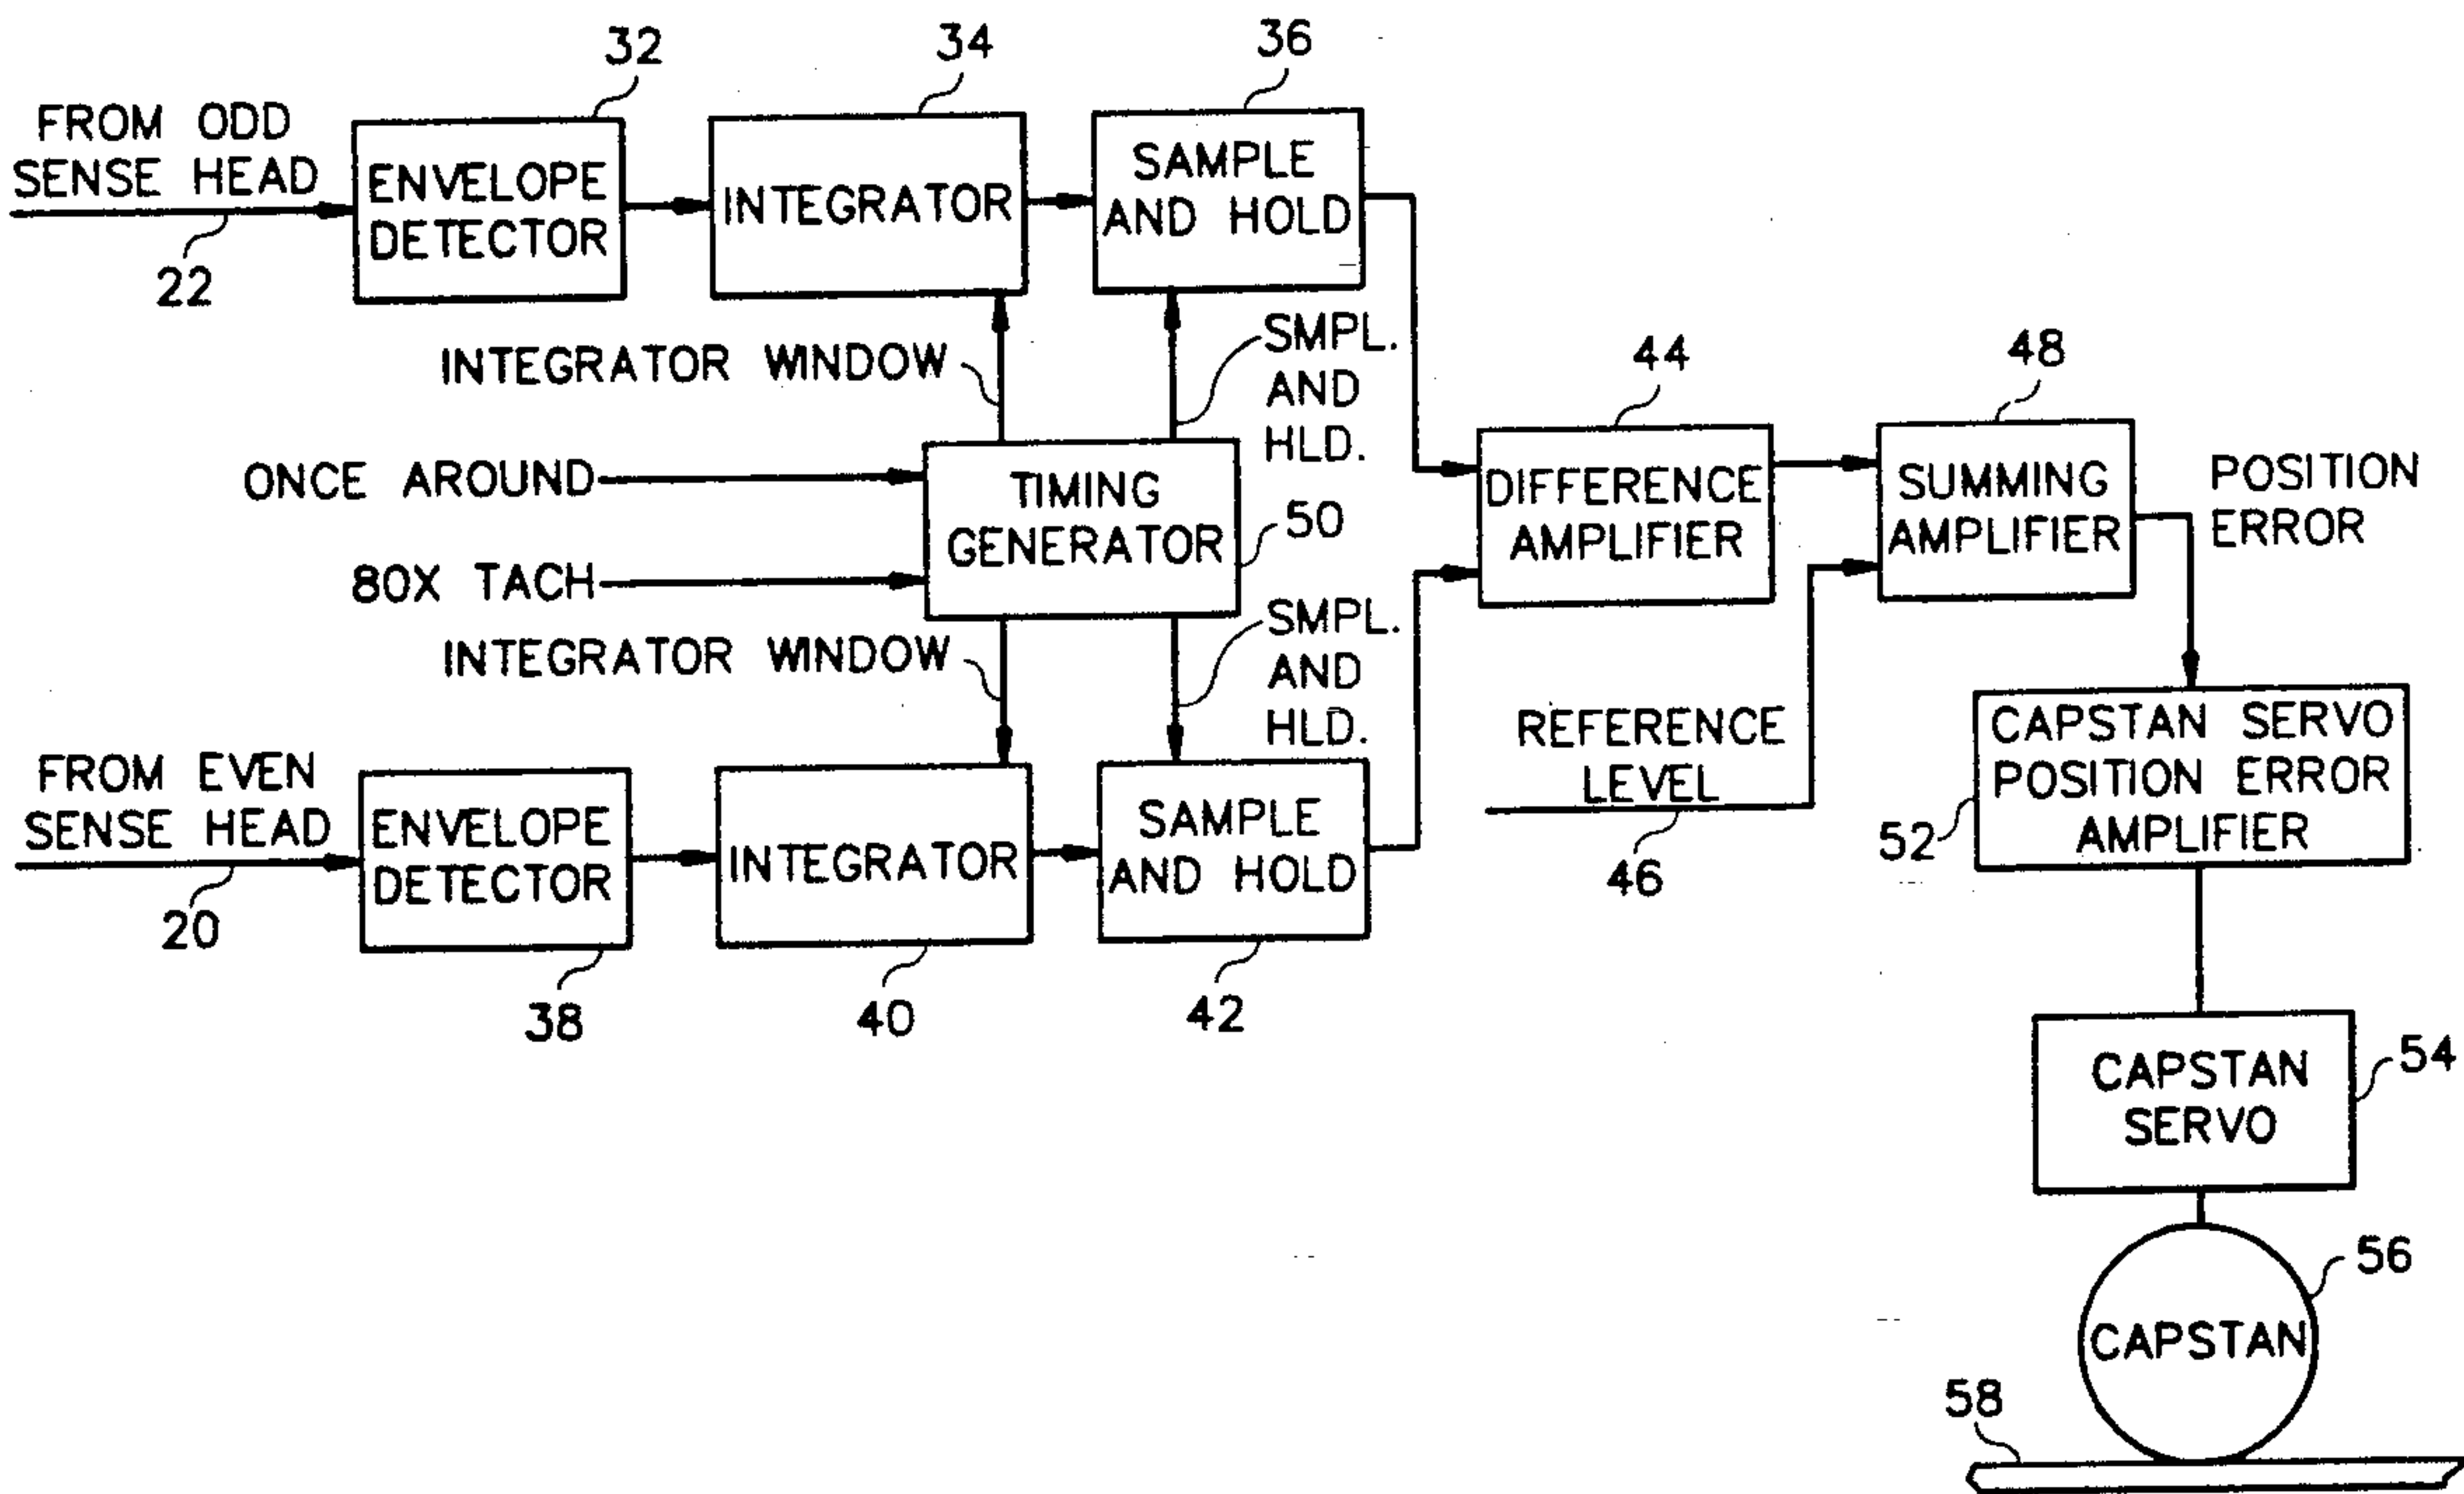 32
34
36
FROM ODD
SENSE HEAD
22
ENVELOPE
DETECTOR
INTEGRATOR
SAMPLE
AND HOLD
INTEGRATOR WINDOW
SMPL.
AND
HLD.
44
48
ONCE AROUND
80X TACH
TIMING
GENERATOR
50
DIFFERENCE
AMPLIFIER
SUMMING
AMPLIFIER
POSITION
ERROR
INTEGRATOR WINDOW
SMPL.
AND
HLD.
REFERENCE
LEVEL
46
CAPSTAN SERVO
POSITION ERROR
AMPLIFIER
52
FROM EVEN
SENSE HEAD
20
ENVELOPE
DETECTOR
38
INTEGRATOR
40
SAMPLE
AND HOLD
42
CAPSTAN
SERVO
54
CAPSTAN
56
58